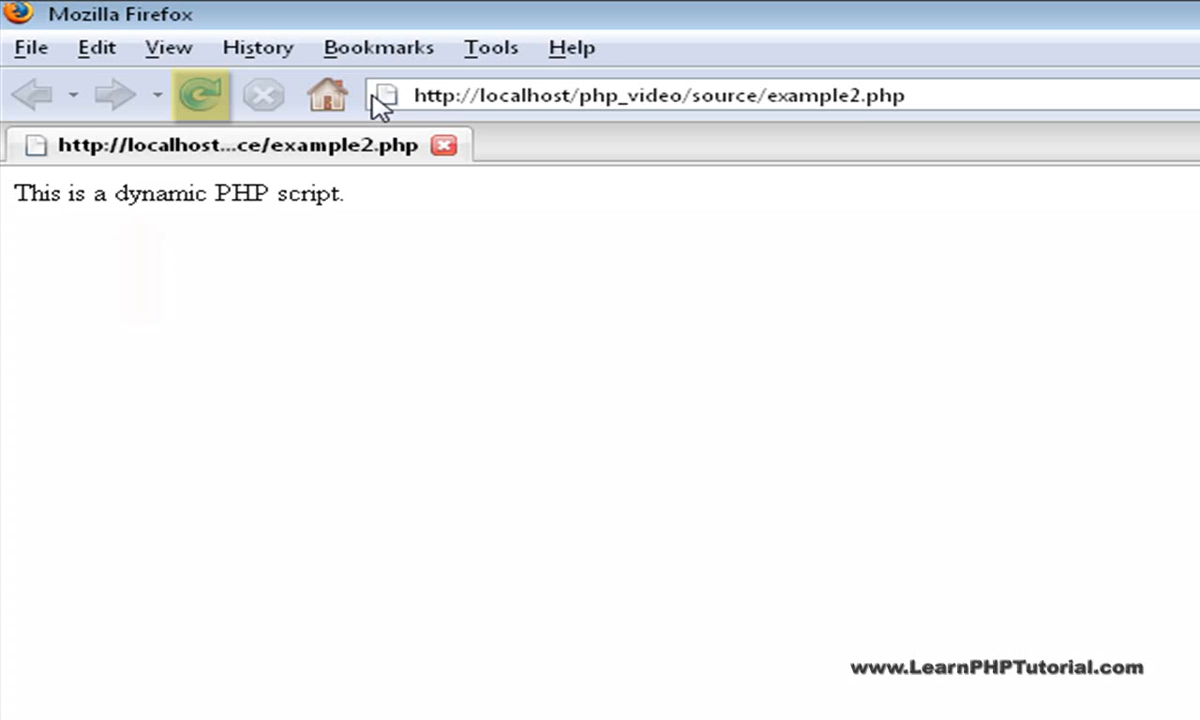 Mozilla Firefox
File Edit View History Bookmarks Tools Help
http://localhost/php_video/source/example2.php
http://localhost...ce/example2.php
This is a dynamic PHP script.
www.LearnPHPTutorial.com